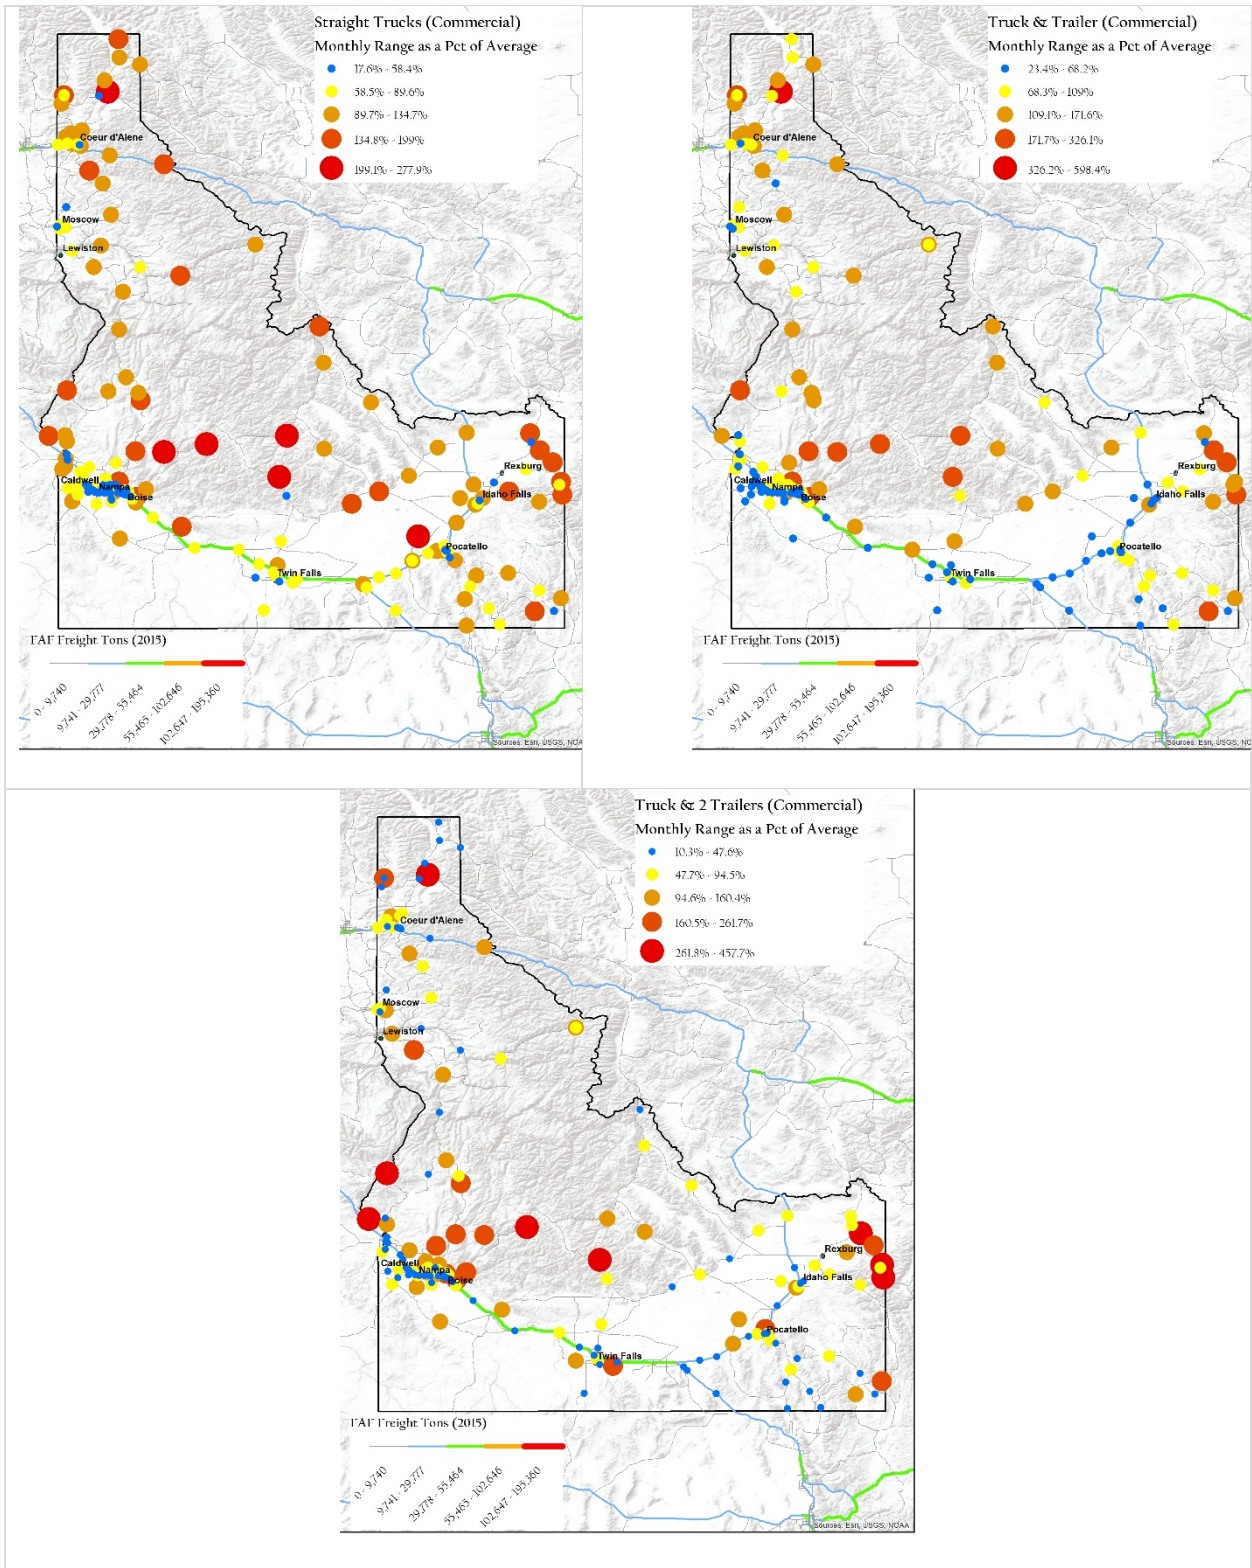 Straight Trucks (Commercial)
Monthly Range as a Pct of Average
17.6% - 58.4%
58.5% - 89.6%
89.7% - 134.7%
134.8% - 199%
199.1% - 277.9%
Coeur d'Alene
Moscow
Lewiston
Rexburg
Caldwell
Nampa
Boise
Idaho Falls
Pocatello
Twin Falls
FAF Freight Tons (2015)
0 - 9,740
9,741 - 29,777
29,778 - 55,464
55,465 - 102,646
102,647 - 195,360
Sources: Esri, USGS, NOA
Truck & Trailer (Commercial)
Monthly Range as a Pct of Average
23.4% - 68.2%
68.3% - 109%
109.1% - 171.6%
171.7% - 326.1%
326.2% - 598.4%
Coeur d'Alene
Moscow
Lewiston
Rexburg
Caldwell
Nampa
Boise
Idaho Falls
Pocatello
Twin Falls
FAF Freight Tons (2015)
0 - 9,740
9,741 - 29,777
29,778 - 55,464
55,465 - 102,646
102,647 - 195,360
Sources: Esri, USGS, NO
Truck & 2 Trailers (Commercial)
Monthly Range as a Pct of Average
10.3% - 47.6%
47.7% - 94.5%
94.6% - 160.4%
160.5% - 261.7%
261.8% - 457.7%
Coeur d'Alene
Moscow
Lewiston
Rexburg
Caldwell
Nampa
Boise
Idaho Falls
Pocatello
Twin Falls
FAF Freight Tons (2015)
0 - 9,740
9,741 - 29,777
29,778 - 55,464
55,465 - 102,646
102,647 - 195,360
Sources: Esri, USGS, NOAA